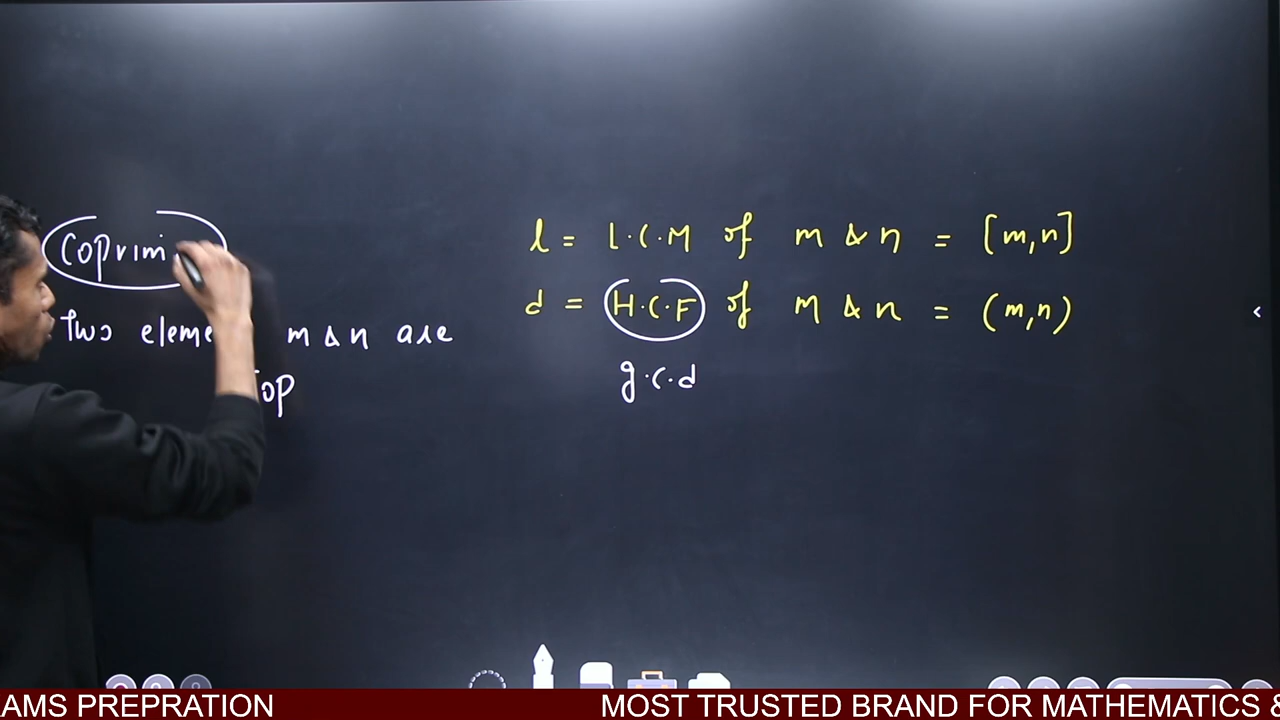 Coprim
Two eleme m & n are
op
l = L.C.M of m & n = [m,n]
d = H.C.F of m & n = (m,n)
g.c.d
AMS PREPRATION
MOST TRUSTED BRAND FOR MATHEMATICS &